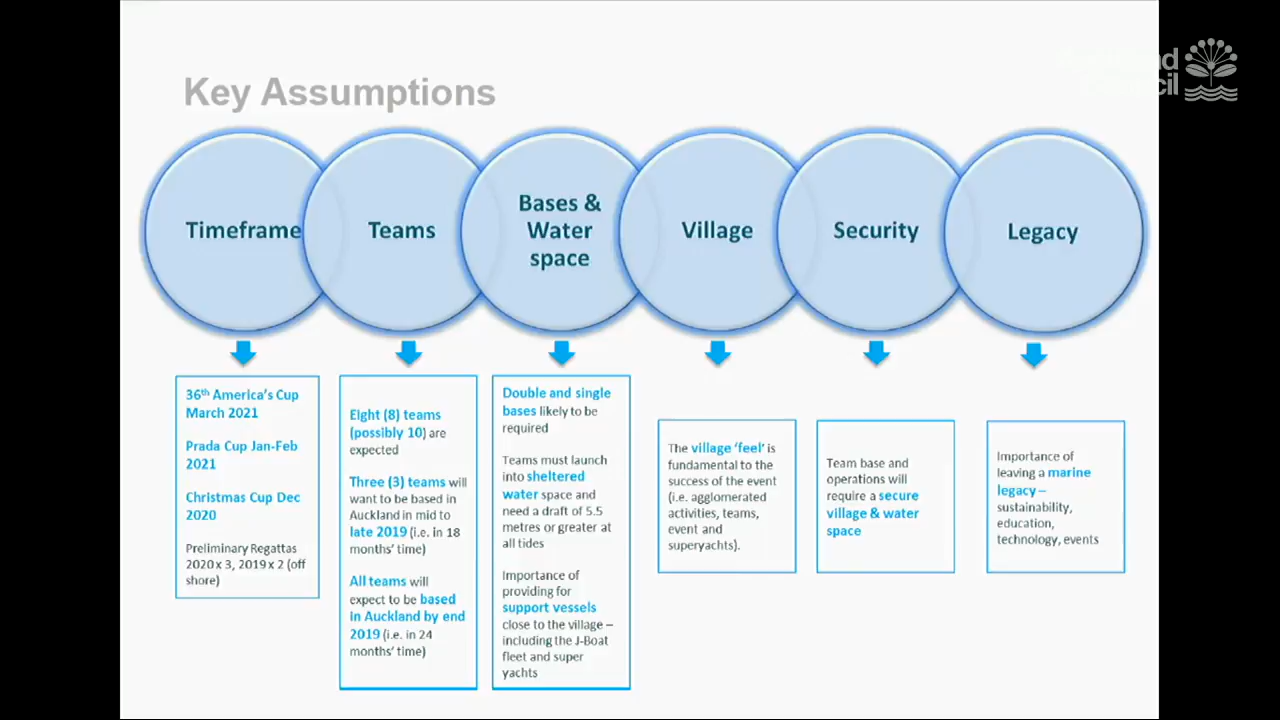 Key Assumptions
Timeframe
Teams
Bases &
Water
space
Village
Security
Legacy
36th America's Cup
March 2021
Prada Cup Jan-Feb
2021
Christmas Cup Dec
2020
Preliminary Regattas
2020 x 3, 2019 x 2 (off
shore)
Eight (8) teams
(possibly 10) are
expected
Three (3) teams will
want to be based in
Auckland in mid to
late 2019 (i.e. in 18
months' time)
All teams will
expect to be based
in Auckland by end
2019 (i.e. in 24
months' time)
Double and single
bases likely to be
required
Teams must launch
into sheltered
water space and
need a draft of 5.5
metres or greater at
all tides
Importance of
providing for
support vessels
close to the village –
including the J-Boat
fleet and super
yachts
The village 'feel' is
fundamental to the
success of the event
(i.e. agglomerated
activities, teams,
event and
superyachts).
Team base and
operations will
require a secure
village & water
space
Importance of
leaving a marine
legacy –
sustainability,
education,
technology, events